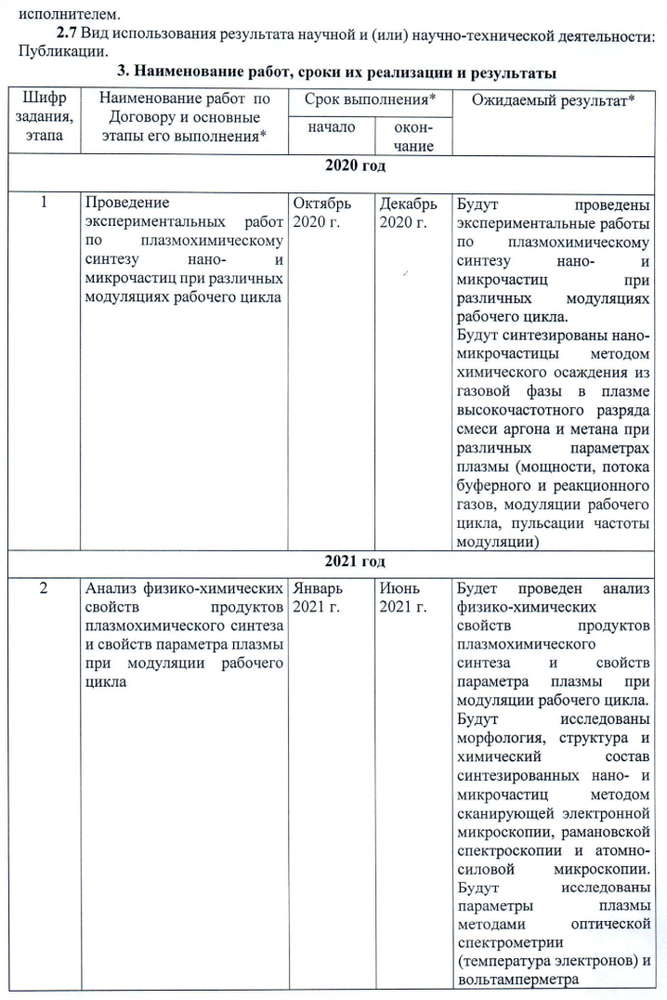 исполнителем.
2.7 Вид использования результата научной и (или) научно-технической деятельности:
Публикации.
3. Наименование работ, сроки их реализации и результаты
Шифр
задания,
этапа
Наименование работ по
Договору и основные
этапы его выполнения*
Срок выполнения*
начало
окон-
чание
Ожидаемый результат*
2020 год
1
Проведение
экспериментальных работ
по плазмохимическому
синтезу нано- и
микрочастиц при различных
модуляциях рабочего цикла
Октябрь
2020 г.
Декабрь
2020 г.
Будут проведены
экспериментальные работы
по плазмохимическому
синтезу нано- и
микрочастиц при
различных модуляциях
рабочего цикла.
Будут синтезированы нано-
микрочастицы методом
химического осаждения из
газовой фазы в плазме
высокочастотного разряда
смеси аргона и метана при
различных параметрах
плазмы (мощности, потока
буферного и реакционного
газов, модуляции рабочего
цикла, пульсации частоты
модуляции)
2021 год
2
Анализ физико-химических
свойств продуктов
плазмохимического синтеза
и свойств параметра плазмы
при модуляции рабочего
цикла
Январь
2021 г.
Июнь
2021 г.
Будет проведен анализ
физико-химических
свойств продуктов
плазмохимического
синтеза и свойств
параметра плазмы при
модуляции рабочего цикла.
Будут исследованы
морфология, структура и
химический состав
синтезированных нано- и
микрочастиц методом
сканирующей электронной
микроскопии, рамановской
спектроскопии и атомно-
силовой микроскопии.
Будут исследованы
параметры плазмы
методами оптической
спектрометрии
(температура электронов) и
вольтамперметра